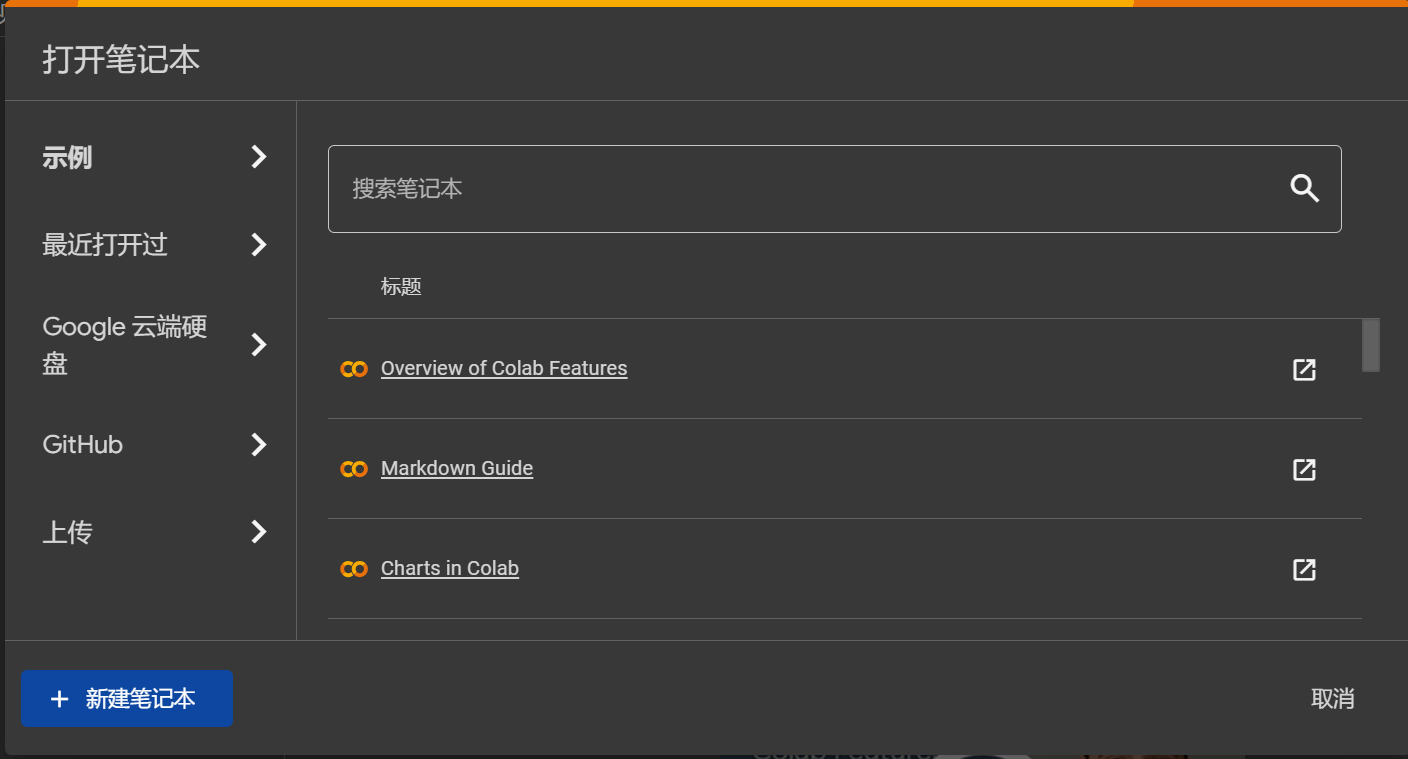 打开笔记本
示例
最近打开过
Google 云端硬
盘
GitHub
上传
搜索笔记本
标题
Overview of Colab Features
Markdown Guide
Charts in Colab
+ 新建笔记本
取消